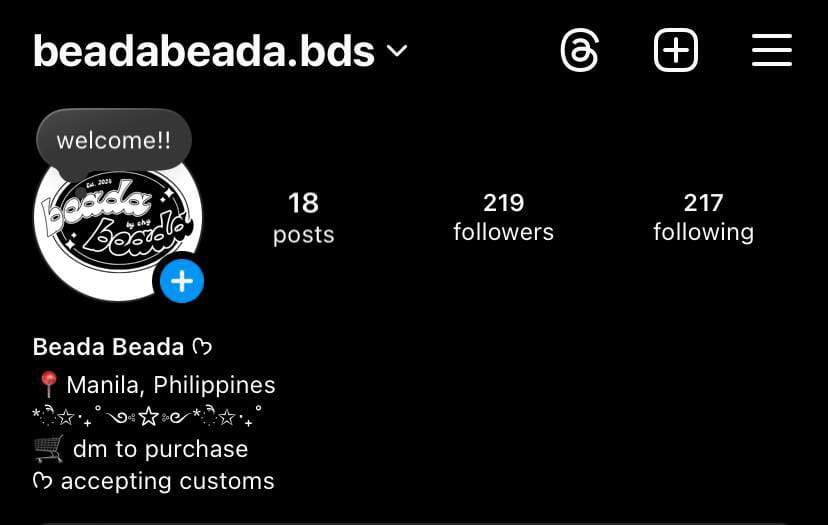 beadabeada.bds
welcome!!
Est. 2025
beada
by chy
beada
18
posts
219
followers
217
following
Beada Beada ღ
📍 Manila, Philippines
*ੈ☆‧₊˚༺☆༻*ੈ☆‧₊˚
🛒 dm to purchase
ღ accepting customs